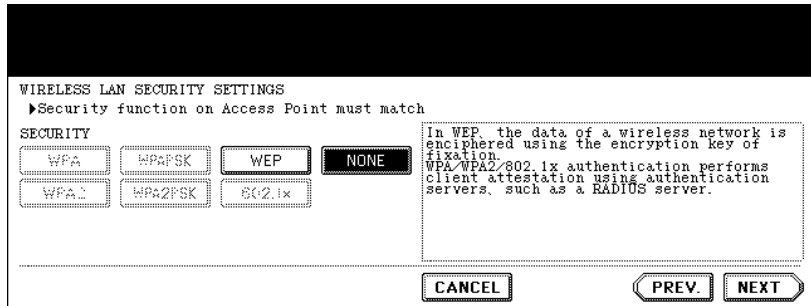 WIRELESS LAN SECURITY SETTINGS
▶Security function on Access Point must match
SECURITY
WPA WPAPSK WEP NONE
WPA2 WPA2PSK 802.1x
In WEP, the data of a wireless network is
enciphered using the encryption key of
fixation.
WPA/WPA2/802.1x authentication performs
client attestation using authentication
servers, such as a RADIUS server.
CANCEL PREV. NEXT